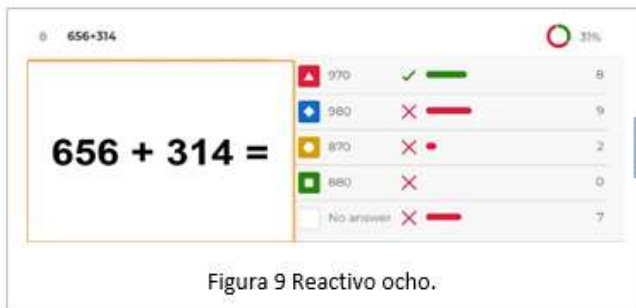 8 656+314 31%
970 8
980 9
656 + 314 =
870 2
880 0
No answer 7
Figura 9 Reactivo ocho.